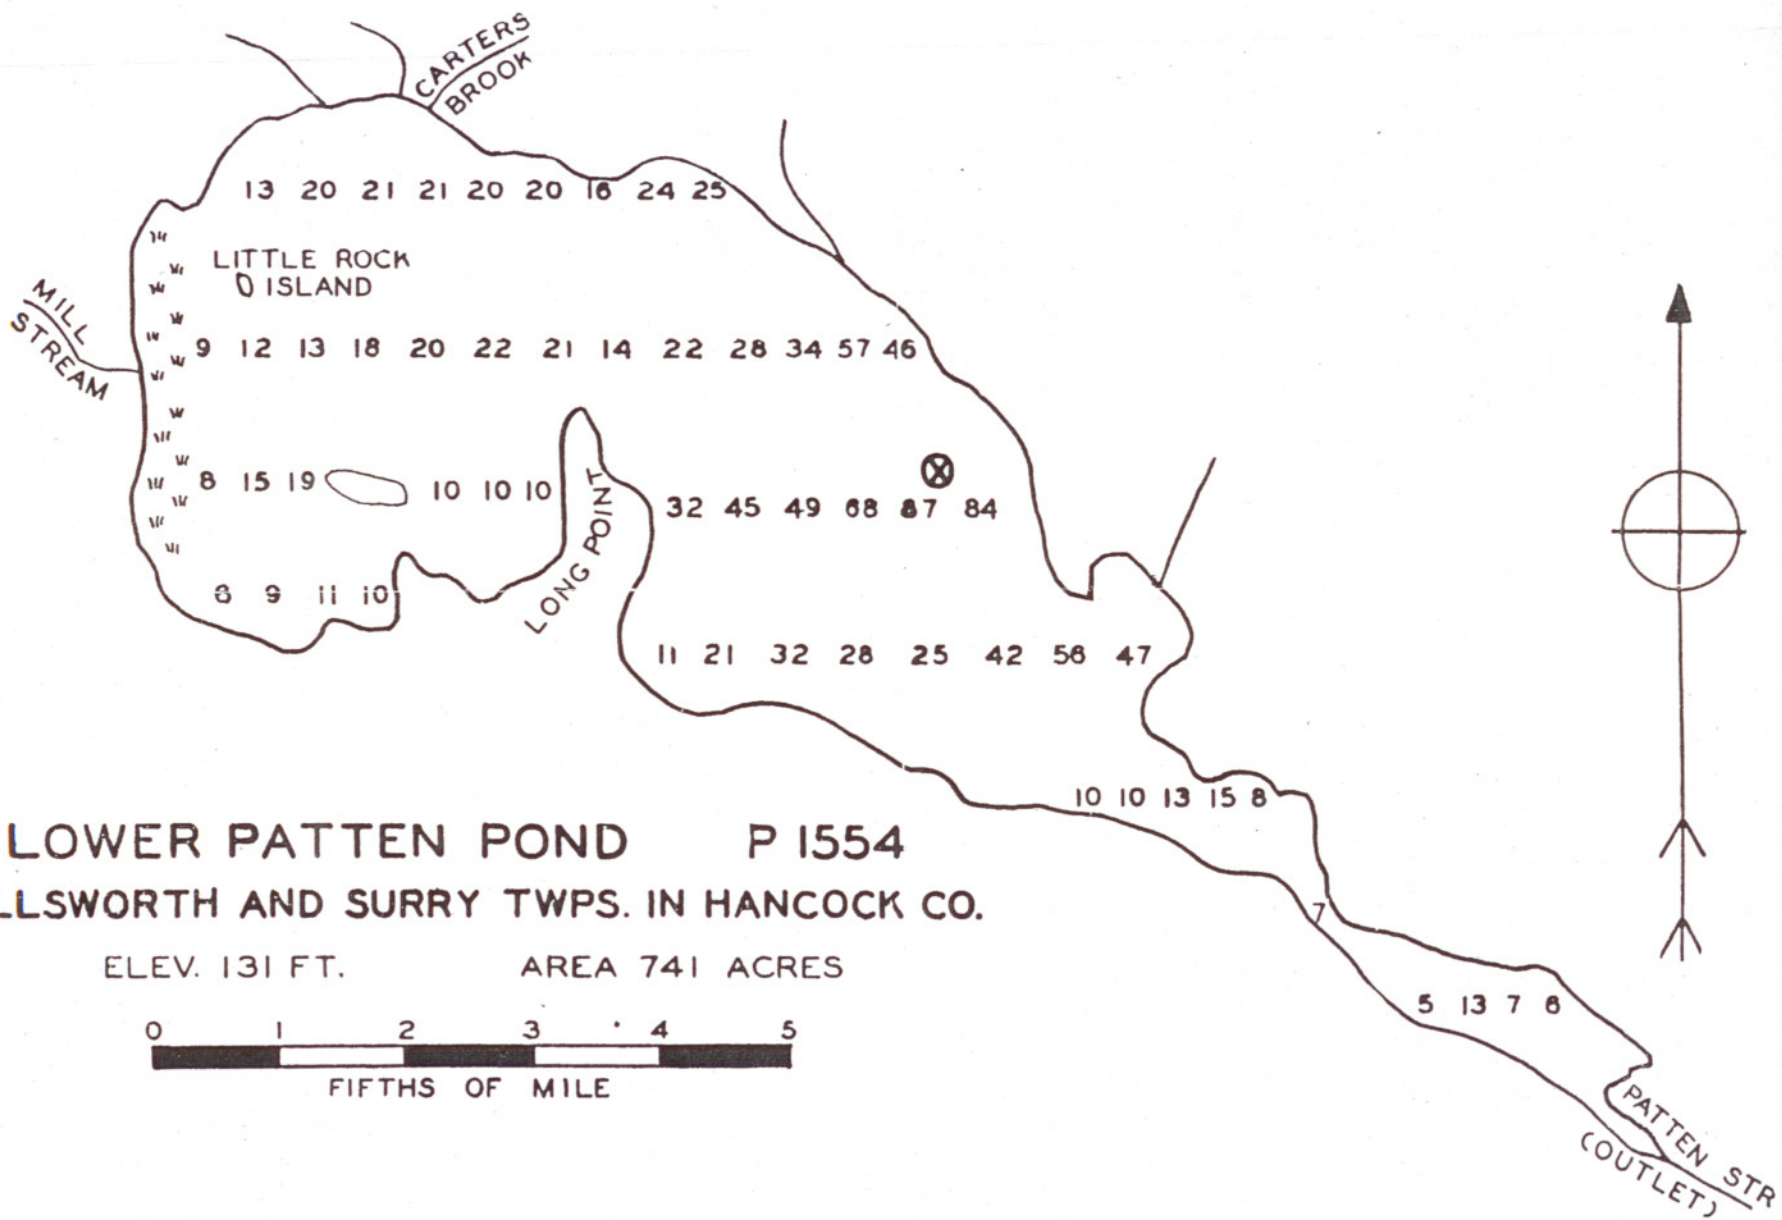 CARTERS
BROOK
13 20 21 21 20 20 16 24 25
LITTLE ROCK
ISLAND
MILL
STREAM
9 12 13 18 20 22 21 14 22 28 34 57 46
8 15 19 10 10 10
LONG POINT
32 45 49 68 87 84
8 9 11 10
11 21 32 28 25 42 56 47
10 10 13 15 8
LOWER PATTEN POND P 1554
LLSWORTH AND SURRY TWPS. IN HANCOCK CO.
7
ELEV. 131 FT. AREA 741 ACRES
5 13 7 6
0 1 2 3 4 5
FIFTHS OF MILE
PATTEN STR
(OUTLET)